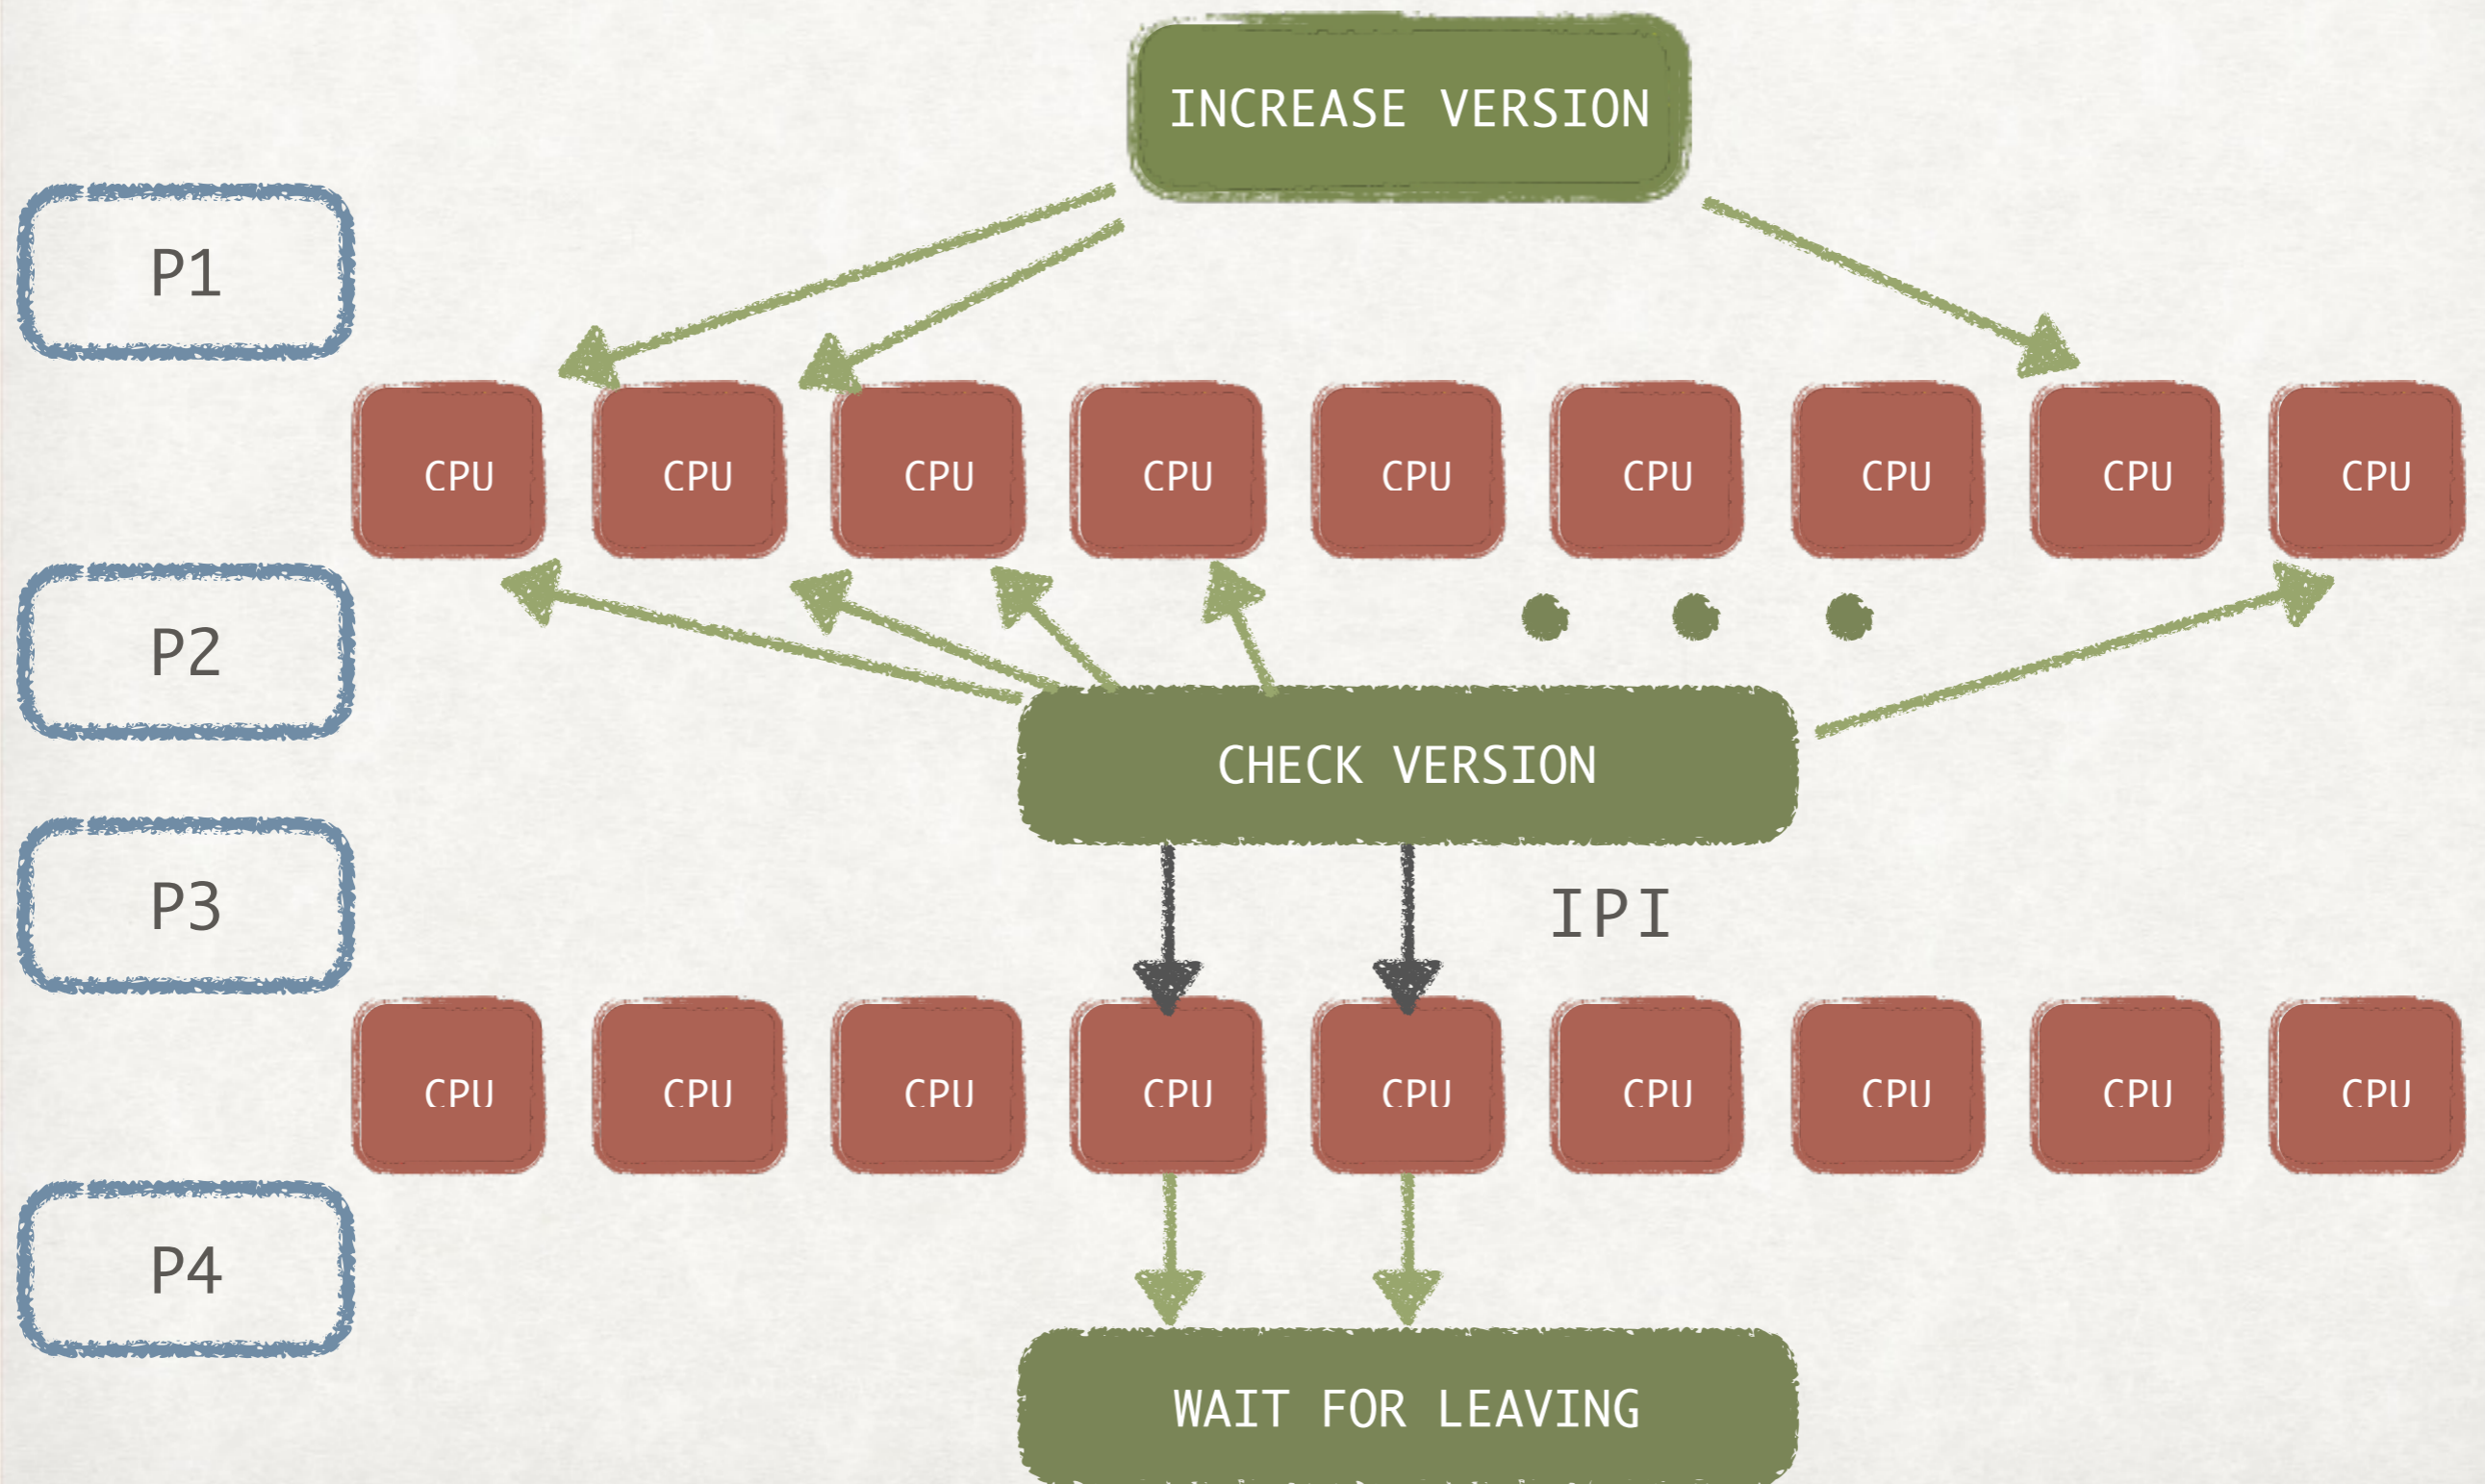 INCREASE VERSION
P1
CPU CPU CPU CPU CPU CPU CPU CPU CPU
P2
CHECK VERSION
P3
IPI
CPU CPU CPU CPU CPU CPU CPU CPU CPU
P4
WAIT FOR LEAVING